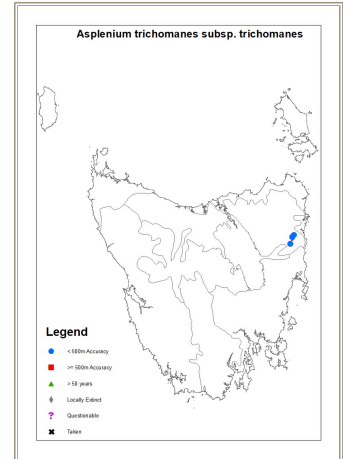 Asplenium trichomanes subsp. trichomanes
Legend
< 500m Accuracy
>= 500m Accuracy
> 50 years
Locally Extinct
? Questionable
Taken